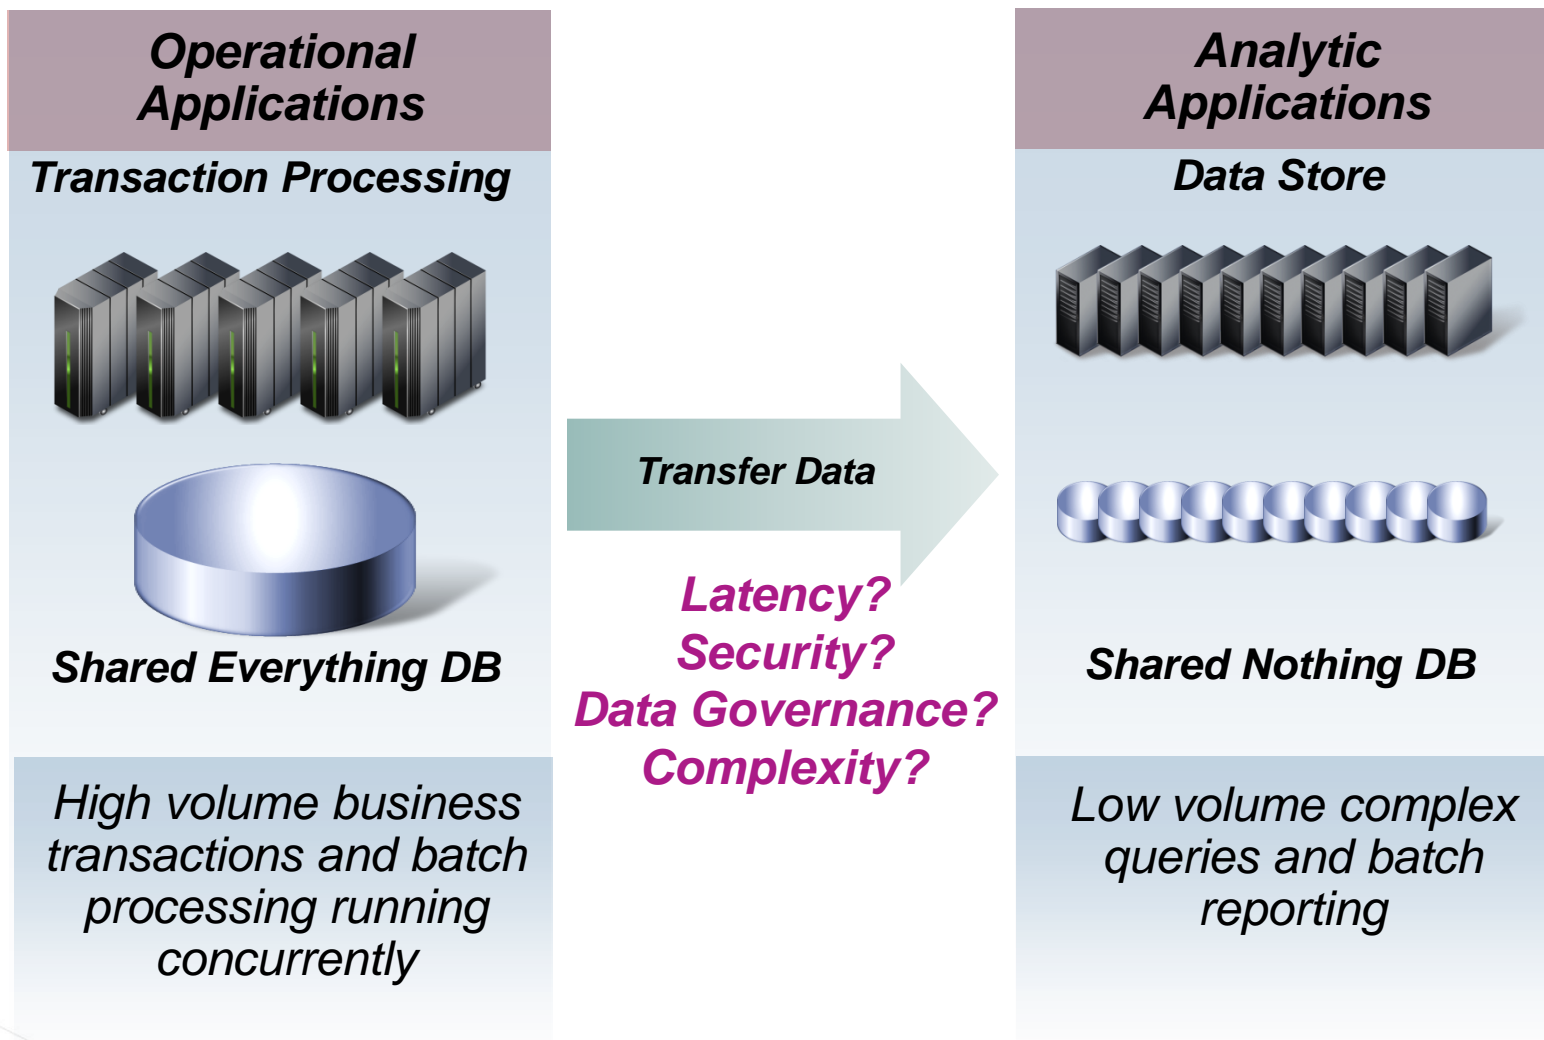 Operational
Applications
Transaction Processing
Shared Everything DB
High volume business
transactions and batch
processing running
concurrently
Transfer Data
Latency?
Security?
Data Governance?
Complexity?
Analytic
Applications
Data Store
Shared Nothing DB
Low volume complex
queries and batch
reporting